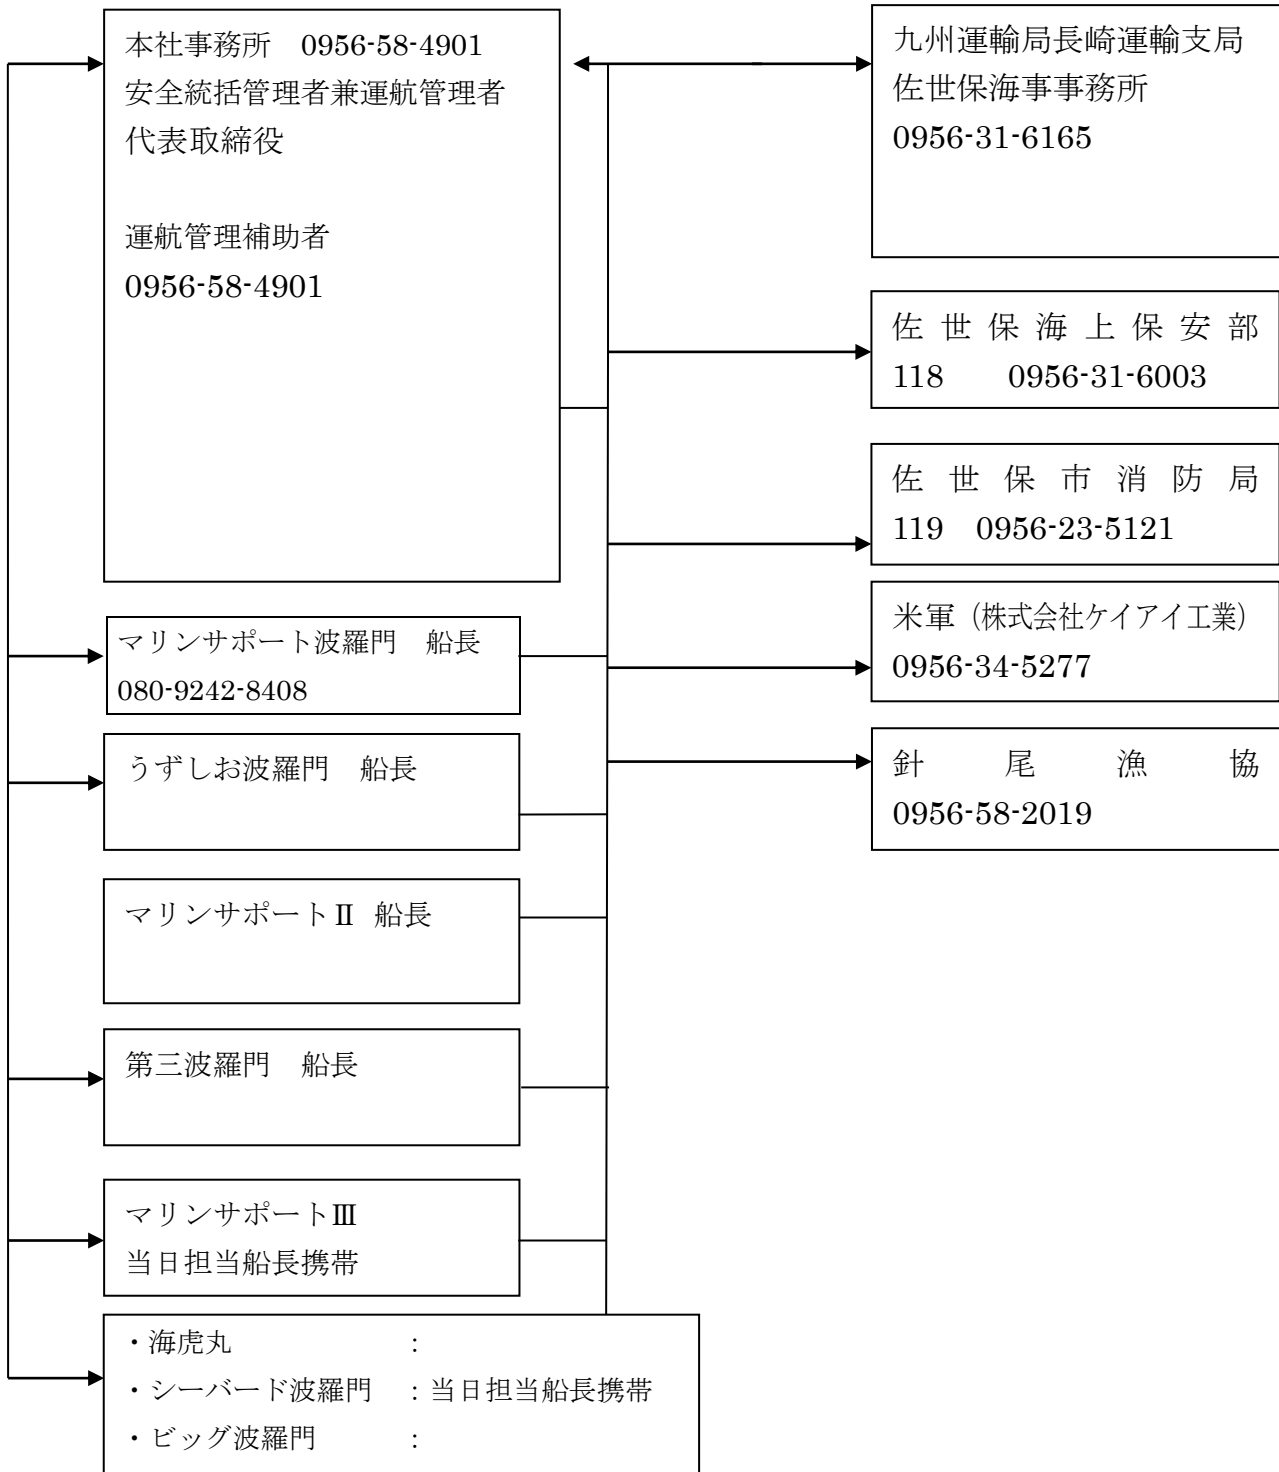 本社事務所　0956-58-4901
安全統括管理者兼運航管理者
代表取締役
運航管理補助者
0956-58-4901
マリンサポート波羅門　船長
080-9242-8408
うずしお波羅門　船長
マリンサポートⅡ 船長
第三波羅門　船長
マリンサポートⅢ
当日担当船長携帯
・海虎丸　　　　　：
・シーバード波羅門　：当日担当船長携帯
・ビッグ波羅門　　　：
九州運輸局長崎運輸支局
佐世保海事事務所
0956-31-6165
佐世保海上保安部
118　0956-31-6003
佐世保市消防局
119　0956-23-5121
米軍（株式会社ケイアイ工業）
0956-34-5277
針尾漁協
0956-58-2019